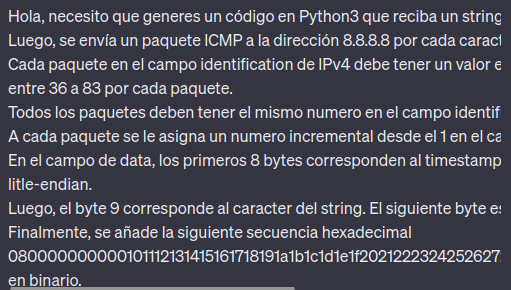 Hola, necesito que generes un código en Python3 que reciba un string
Luego, se envía un paquete ICMP a la dirección 8.8.8.8 por cada caract
Cada paquete en el campo identification de IPv4 debe tener un valor e
entre 36 a 83 por cada paquete.
Todos los paquetes deben tener el mismo numero en el campo identif
A cada paquete se le asigna un numero incremental desde el 1 en el ca
En el campo de data, los primeros 8 bytes corresponden al timestamp
litle-endian.
Luego, el byte 9 corresponde al caracter del string. El siguiente byte es
Finalmente, se añade la siguiente secuencia hexadecimal
080000000000101112131415161718191a1b1c1d1e1f20212223242526272
en binario.